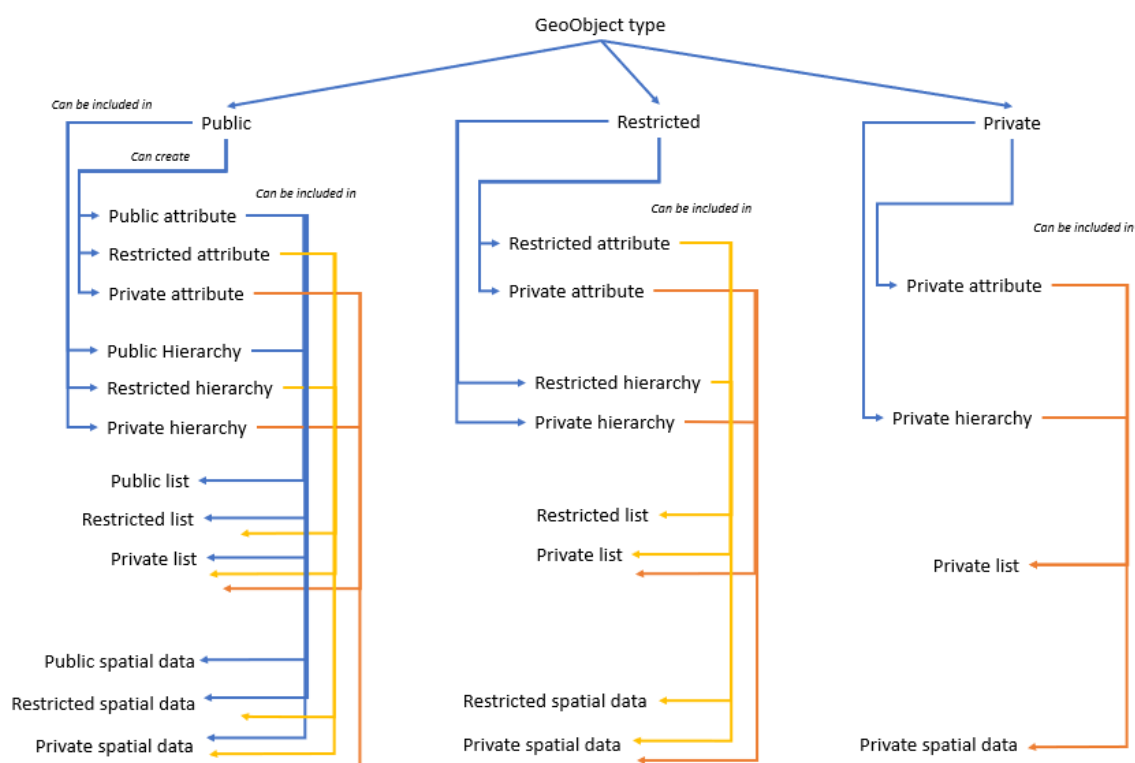 GeoObject type
Can be included in
Public
Restricted
Private
Can create
Can be included in
Can be included in
Can be included in
Public attribute
Restricted attribute
Private attribute
Public Hierarchy
Restricted hierarchy
Private hierarchy
Public list
Restricted list
Private list
Public spatial data
Restricted spatial data
Private spatial data
Restricted attribute
Private attribute
Restricted hierarchy
Private hierarchy
Restricted list
Private list
Restricted spatial data
Private spatial data
Private attribute
Private hierarchy
Private list
Private spatial data